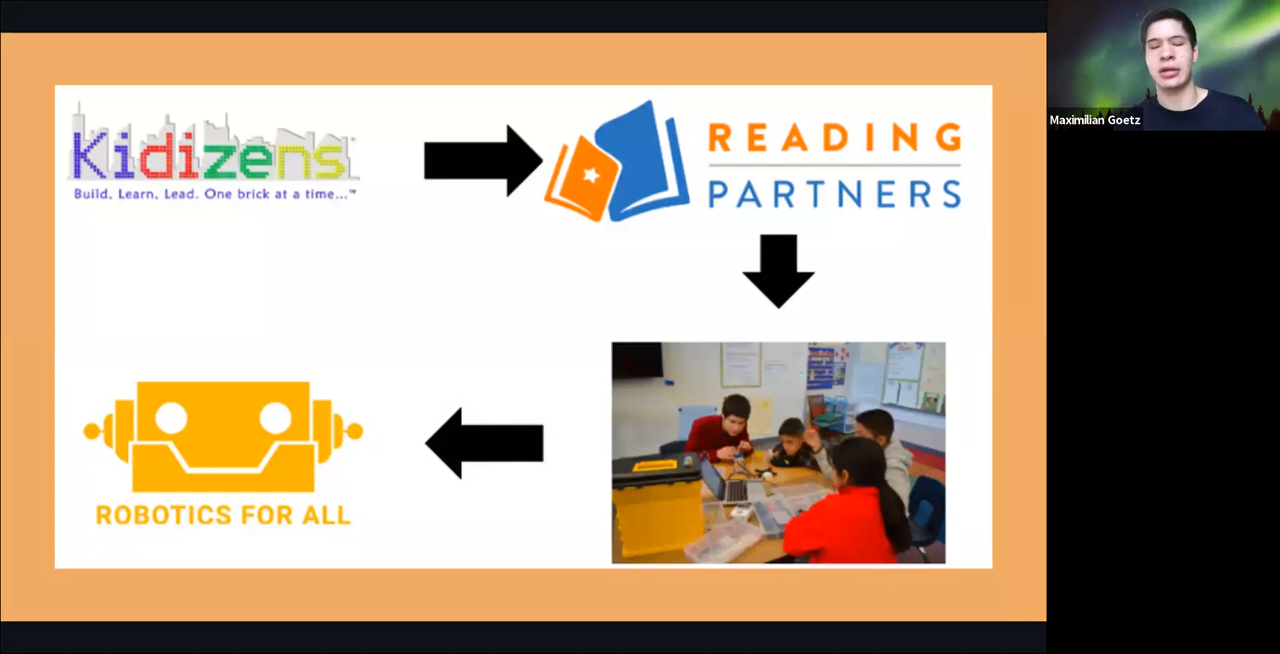 Kidizens
Build, Learn, Lead. One brick at a time...™
READING
PARTNERS
ROBOTICS FOR ALL
Maximilian Goetz